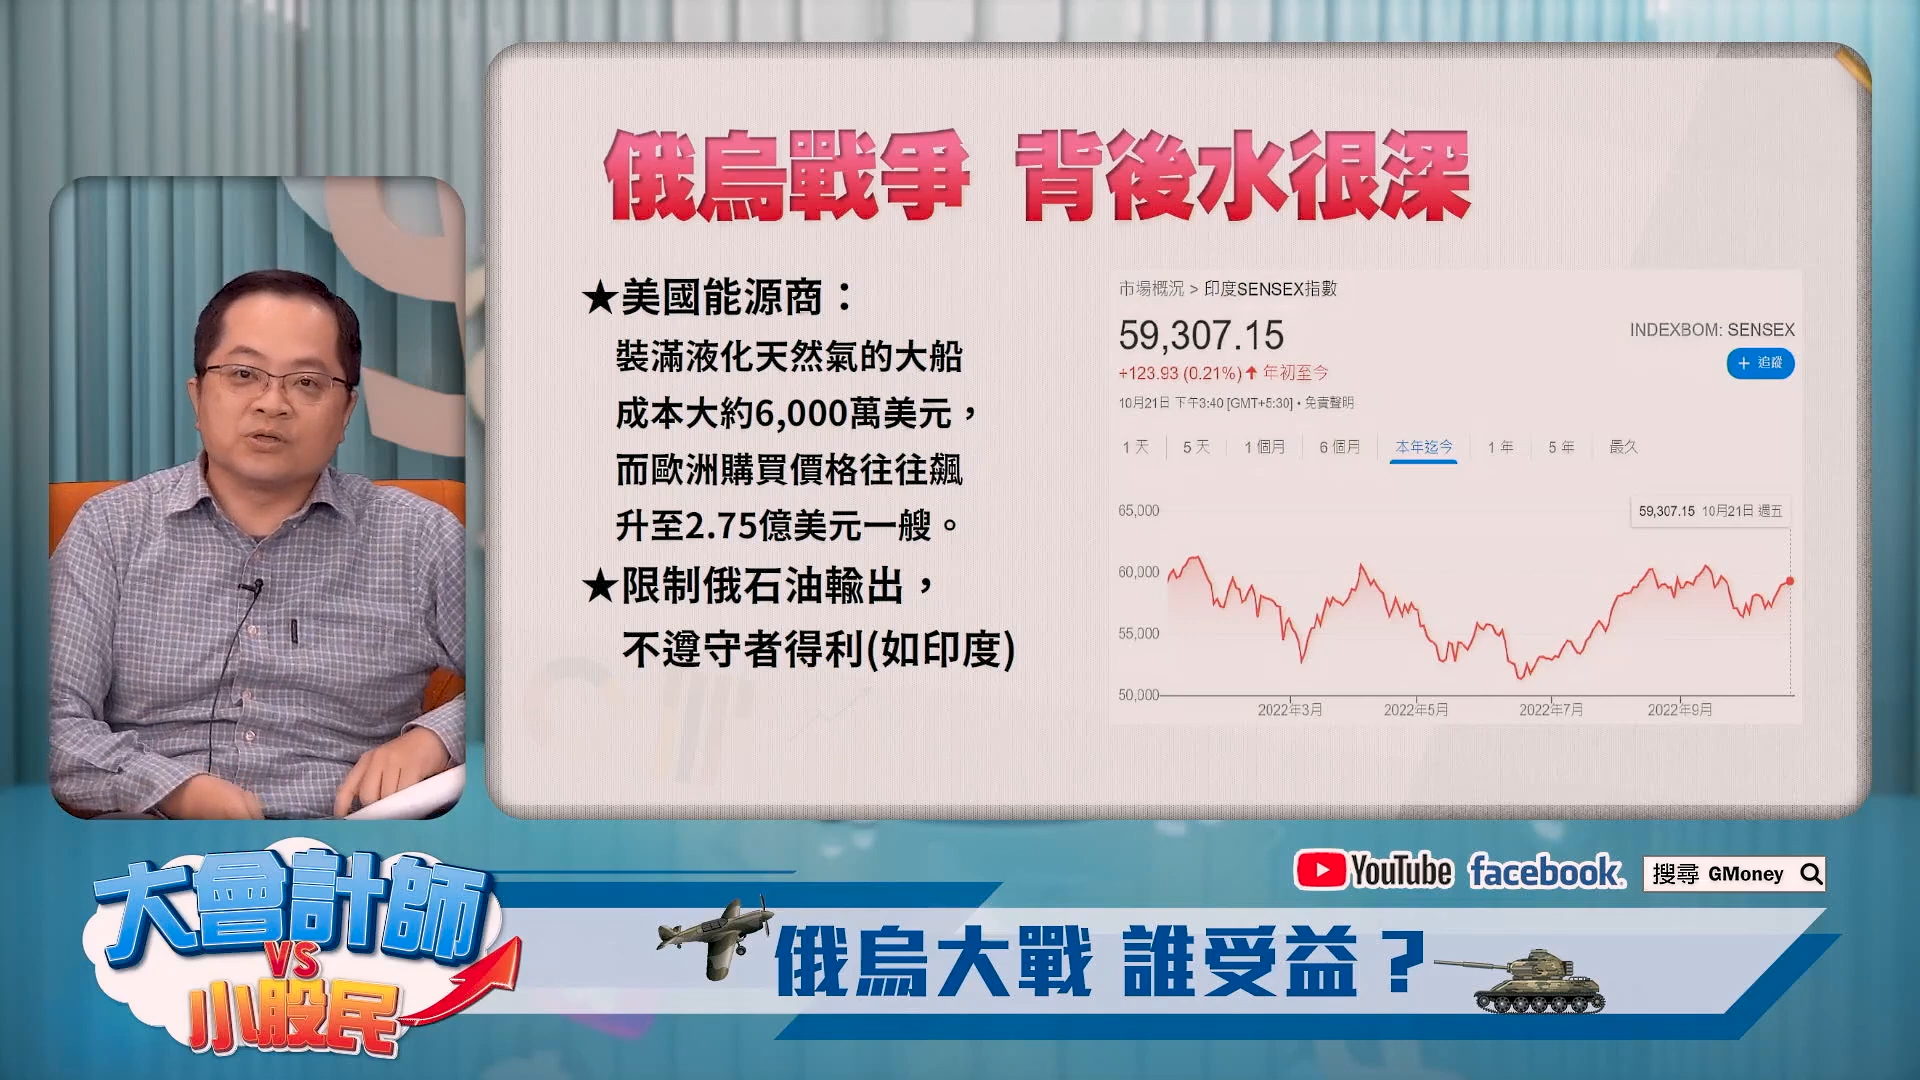 俄烏戰爭 背後水很深
★美國能源商：
裝滿液化天然氣的大船
成本大約6,000萬美元，
而歐洲購買價格往往飆
升至2.75億美元一艘。
★限制俄石油輸出，
不遵守者得利(如印度)
市場概況 > 印度SENSEX指數
59,307.15
INDEXBOM: SENSEX
+ 追蹤
+123.93 (0.21%)↑年初至今
10月21日 下午3:40 [GMT+5:30] • 免責聲明
1 天 5 天 1 個月 6 個月 本年迄今 1 年 5 年 最久
59,307.15 10月21日 週五
65,000
60,000
55,000
50,000
2022年3月 2022年5月 2022年7月 2022年9月
大會計師
VS
小股民
YouTube facebook. 搜尋 GMoney
俄烏大戰 誰受益？